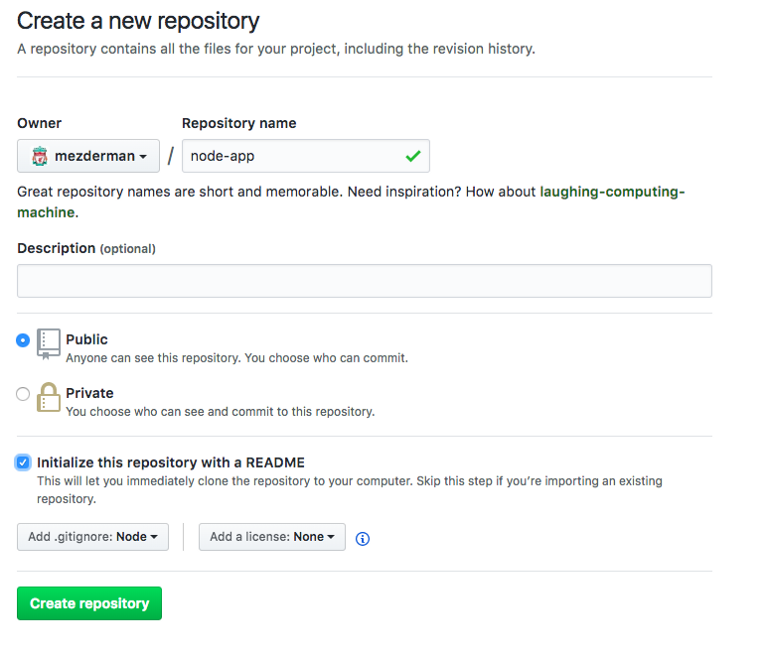 Create a new repository
A repository contains all the files for your project, including the revision history.
Owner
Repository name
mezderman
/
node-app
Great repository names are short and memorable. Need inspiration? How about laughing-computing-
machine.
Description (optional)
Public
Anyone can see this repository. You choose who can commit.
Private
You choose who can see and commit to this repository.
Initialize this repository with a README
This will let you immediately clone the repository to your computer. Skip this step if you’re importing an existing
repository.
Add .gitignore: Node
Add a license: None
Create repository